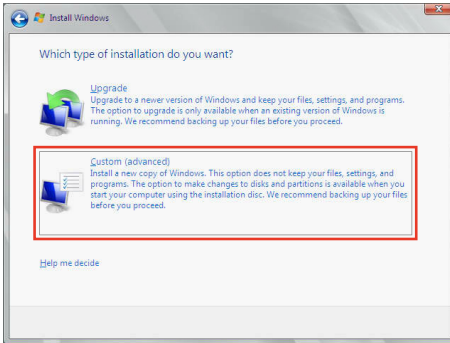 Install Windows
Which type of installation do you want?
Upgrade
Upgrade to a newer version of Windows and keep your files, settings, and programs.
The option to upgrade is only available when an existing version of Windows is
running. We recommend backing up your files before you proceed.
Custom (advanced)
Install a new copy of Windows. This option does not keep your files, settings, and
programs. The option to make changes to disks and partitions is available when you
start your computer using the installation disc. We recommend backing up your files
before you proceed.
Help me decide